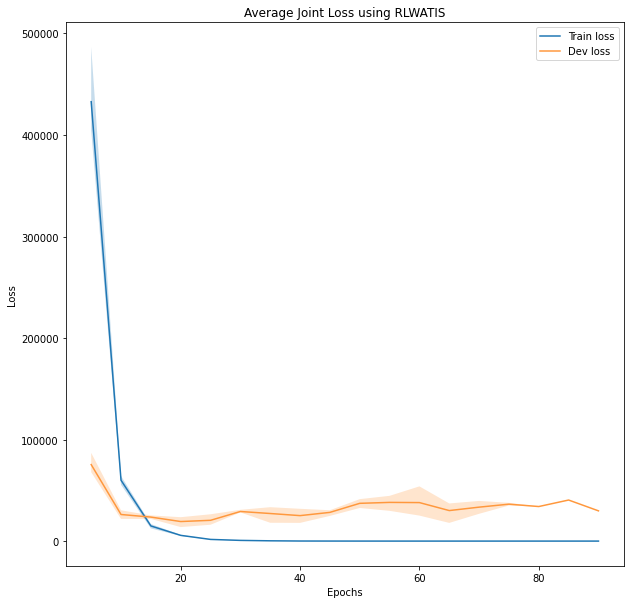 Average Joint Loss using RLWATIS
Train loss
Dev loss
500000
400000
300000
200000
100000
0
Loss
20
40
60
80
Epochs